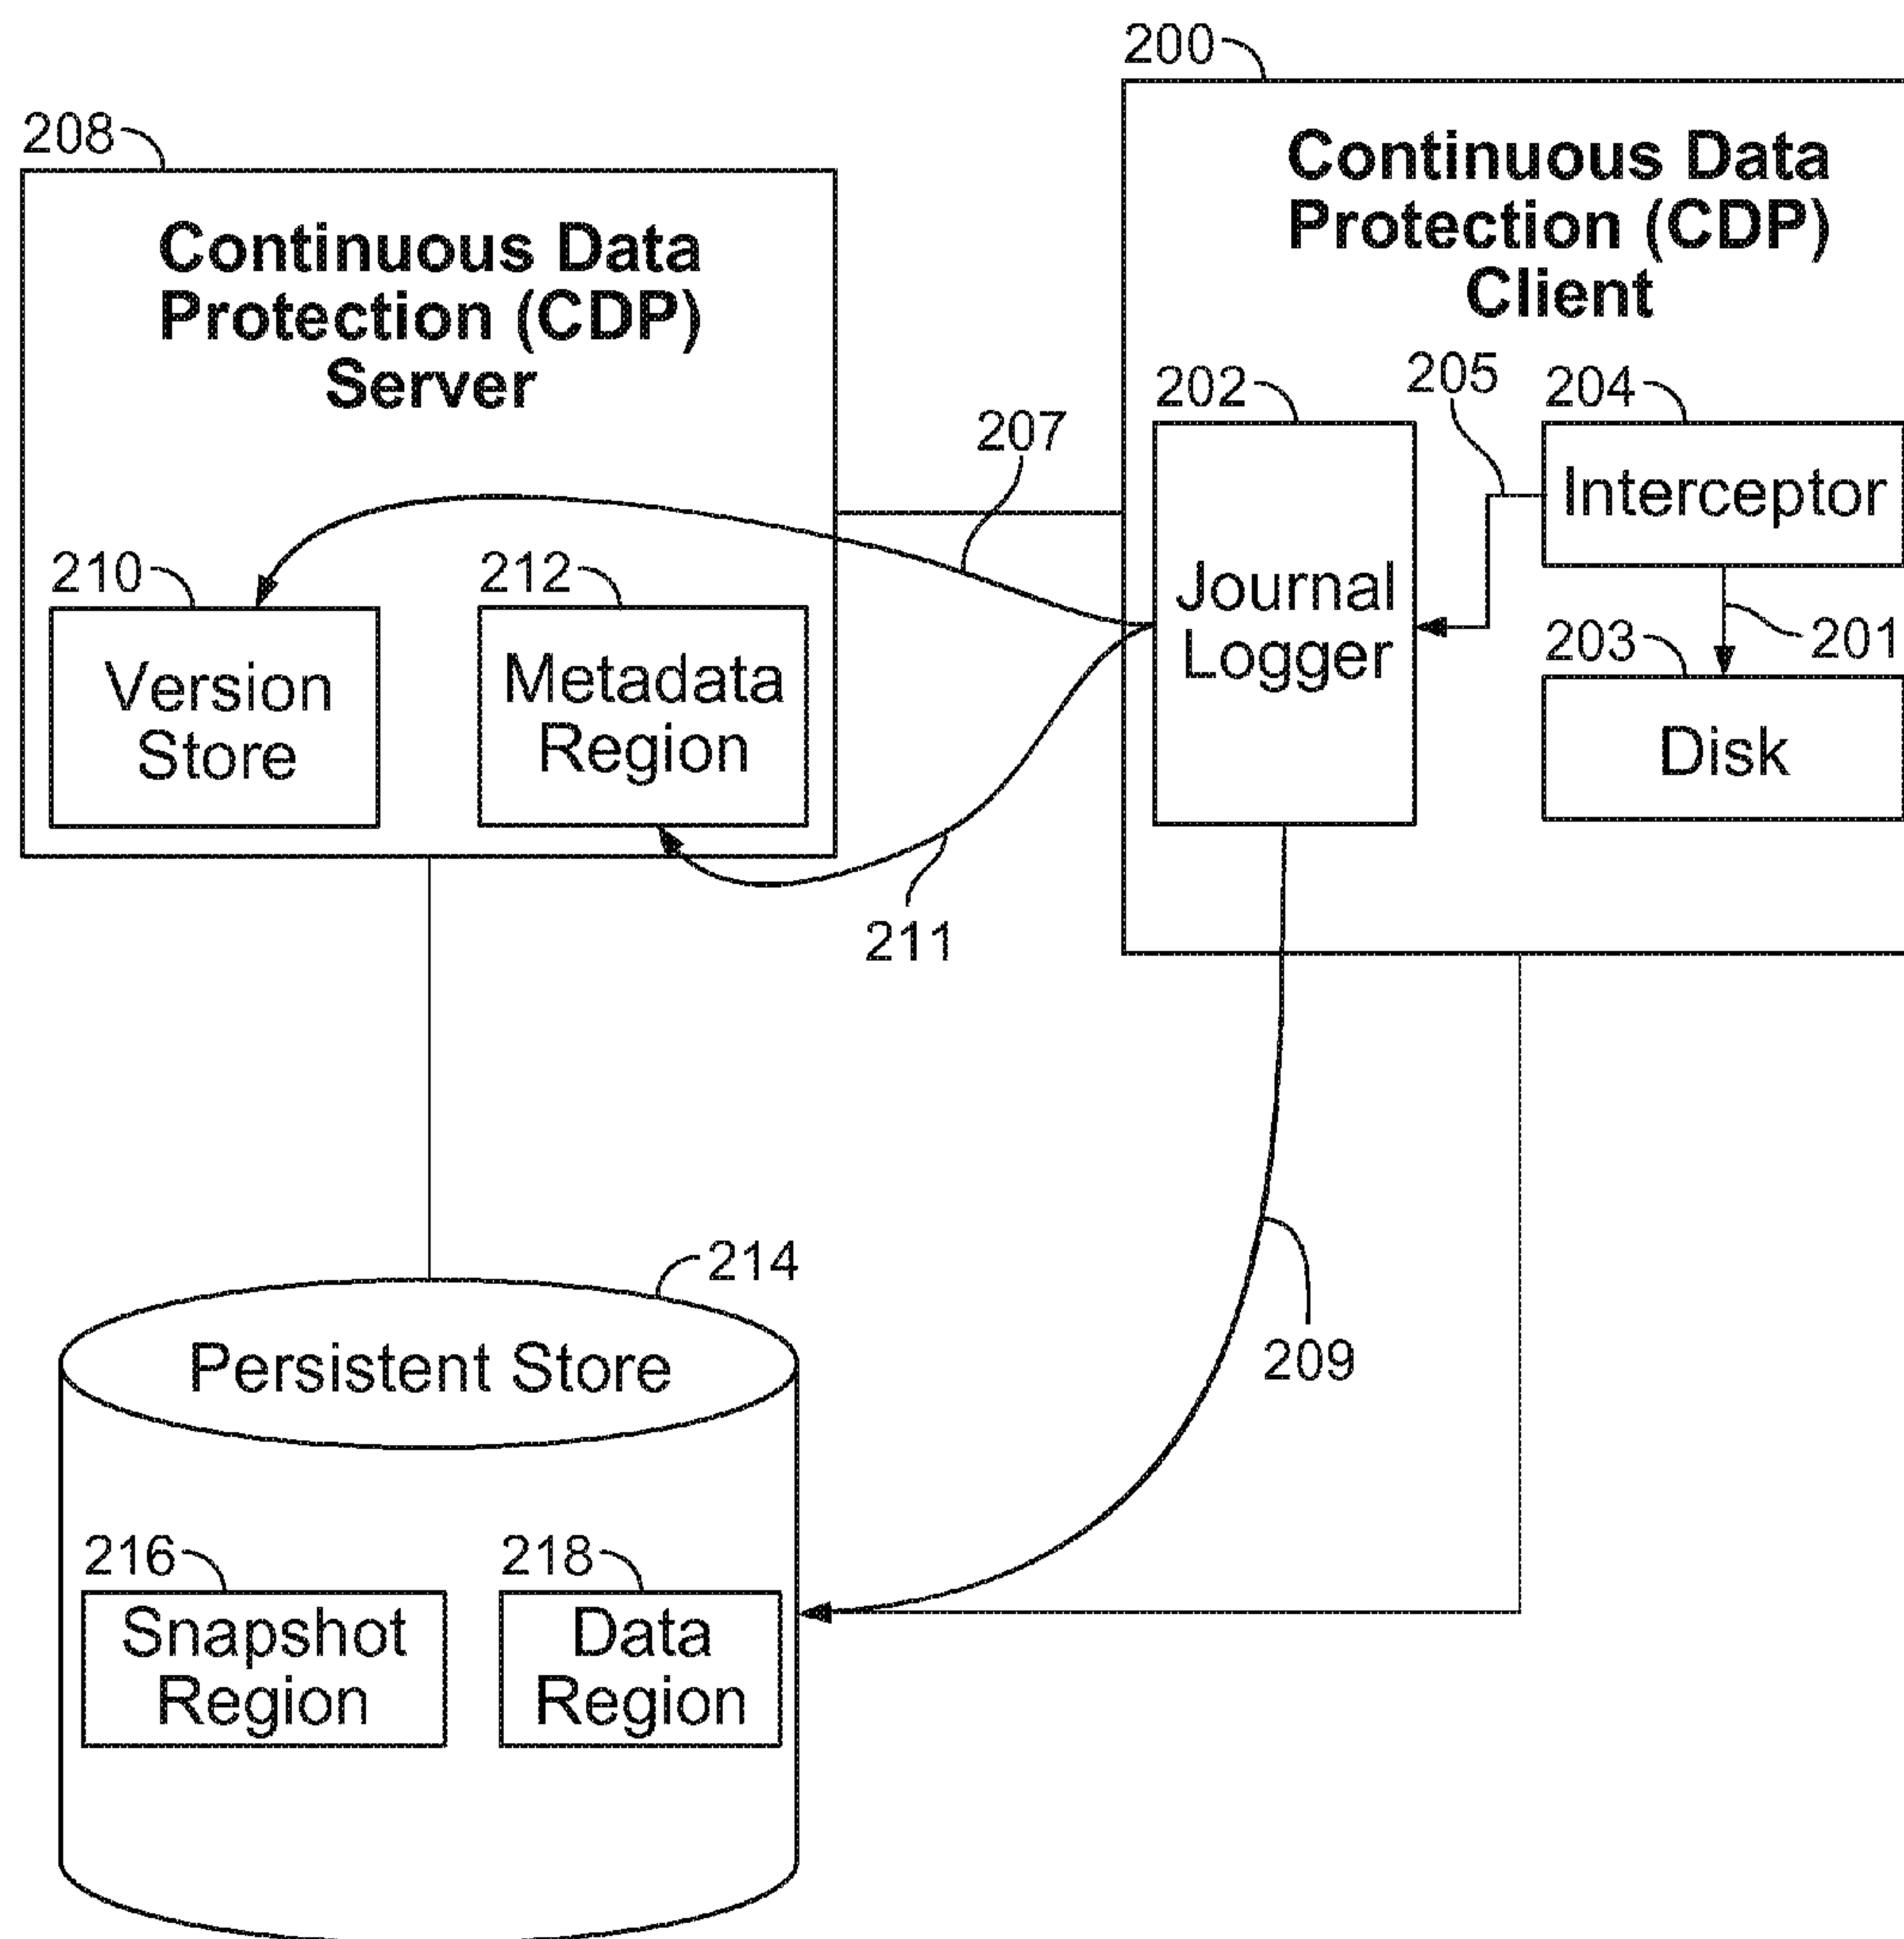 200
208
Continuous Data
Protection (CDP)
Client
Continuous Data
Protection (CDP)
Server
202
205
204
207
Interceptor
Journal
Logger
210
212
203
201
Version
Store
Metadata
Region
Disk
211
214
Persistent Store
209
216
218
Snapshot
Region
Data
Region